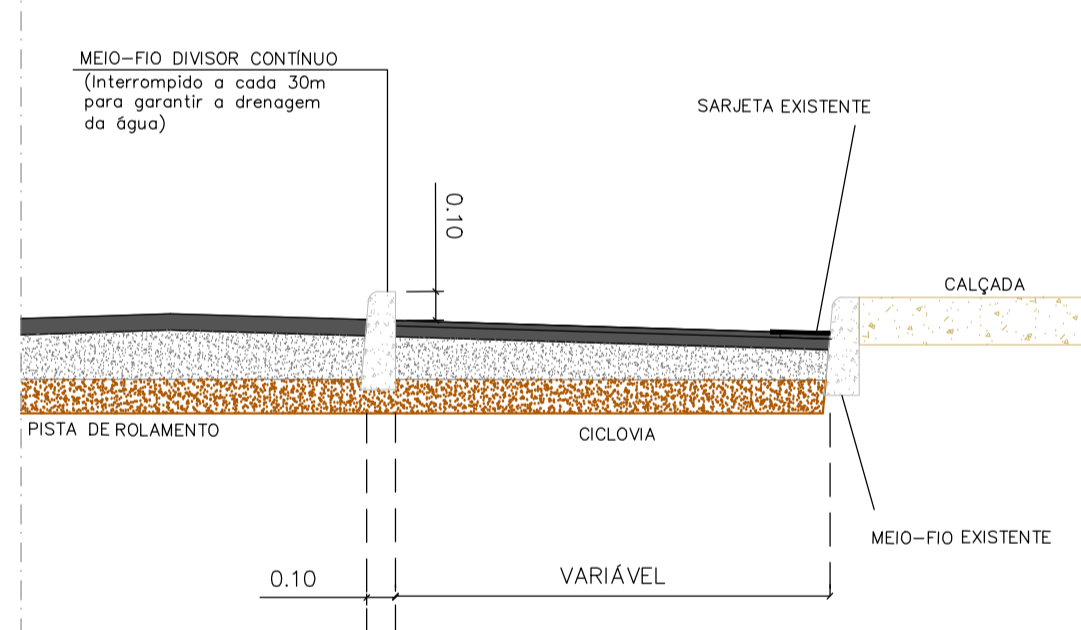 MEIO-FIO DIVISOR CONTÍNUO
(Interrompido a cada 30m
para garantir a drenagem
da água)
SARJETA EXISTENTE
0.10
CALÇADA
PISTA DE ROLAMENTO
CICLOVIA
MEIO-FIO EXISTENTE
0.10
VARIÁVEL